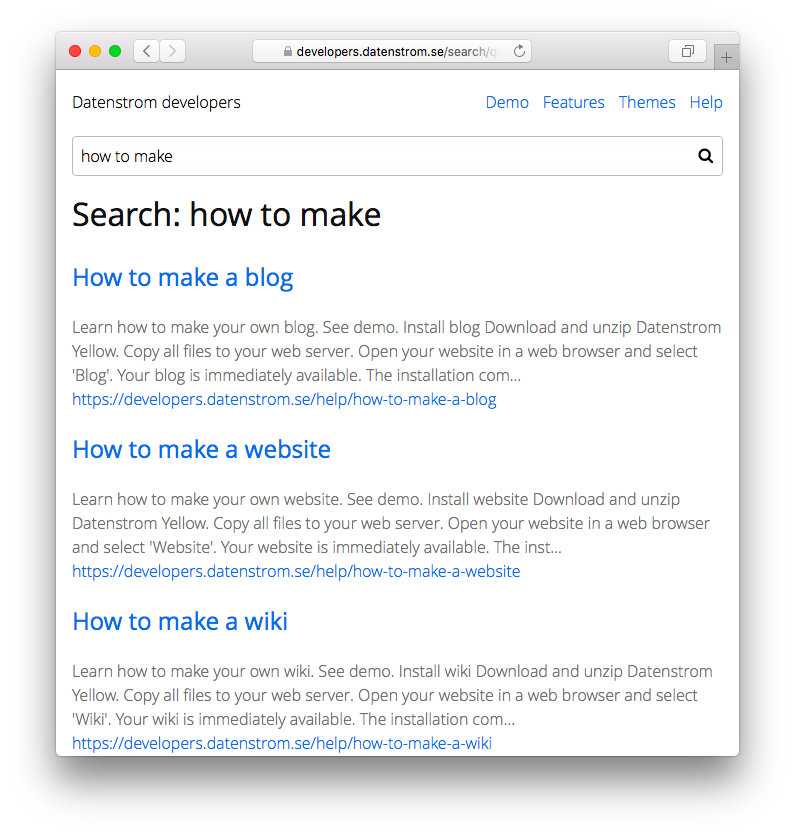 developers.datenstrom.se/search/q
Datenstrom developers Demo Features Themes Help
how to make
Search: how to make
How to make a blog
Learn how to make your own blog. See demo. Install blog Download and unzip Datenstrom
Yellow. Copy all files to your web server. Open your website in a web browser and select
'Blog'. Your blog is immediately available. The installation com...
https://developers.datenstrom.se/help/how-to-make-a-blog
How to make a website
Learn how to make your own website. See demo. Install website Download and unzip
Datenstrom Yellow. Copy all files to your web server. Open your website in a web browser
and select 'Website'. Your website is immediately available. The inst...
https://developers.datenstrom.se/help/how-to-make-a-website
How to make a wiki
Learn how to make your own wiki. See demo. Install wiki Download and unzip Datenstrom
Yellow. Copy all files to your web server. Open your website in a web browser and select
'Wiki'. Your wiki is immediately available. The installation com...
https://developers.datenstrom.se/help/how-to-make-a-wiki